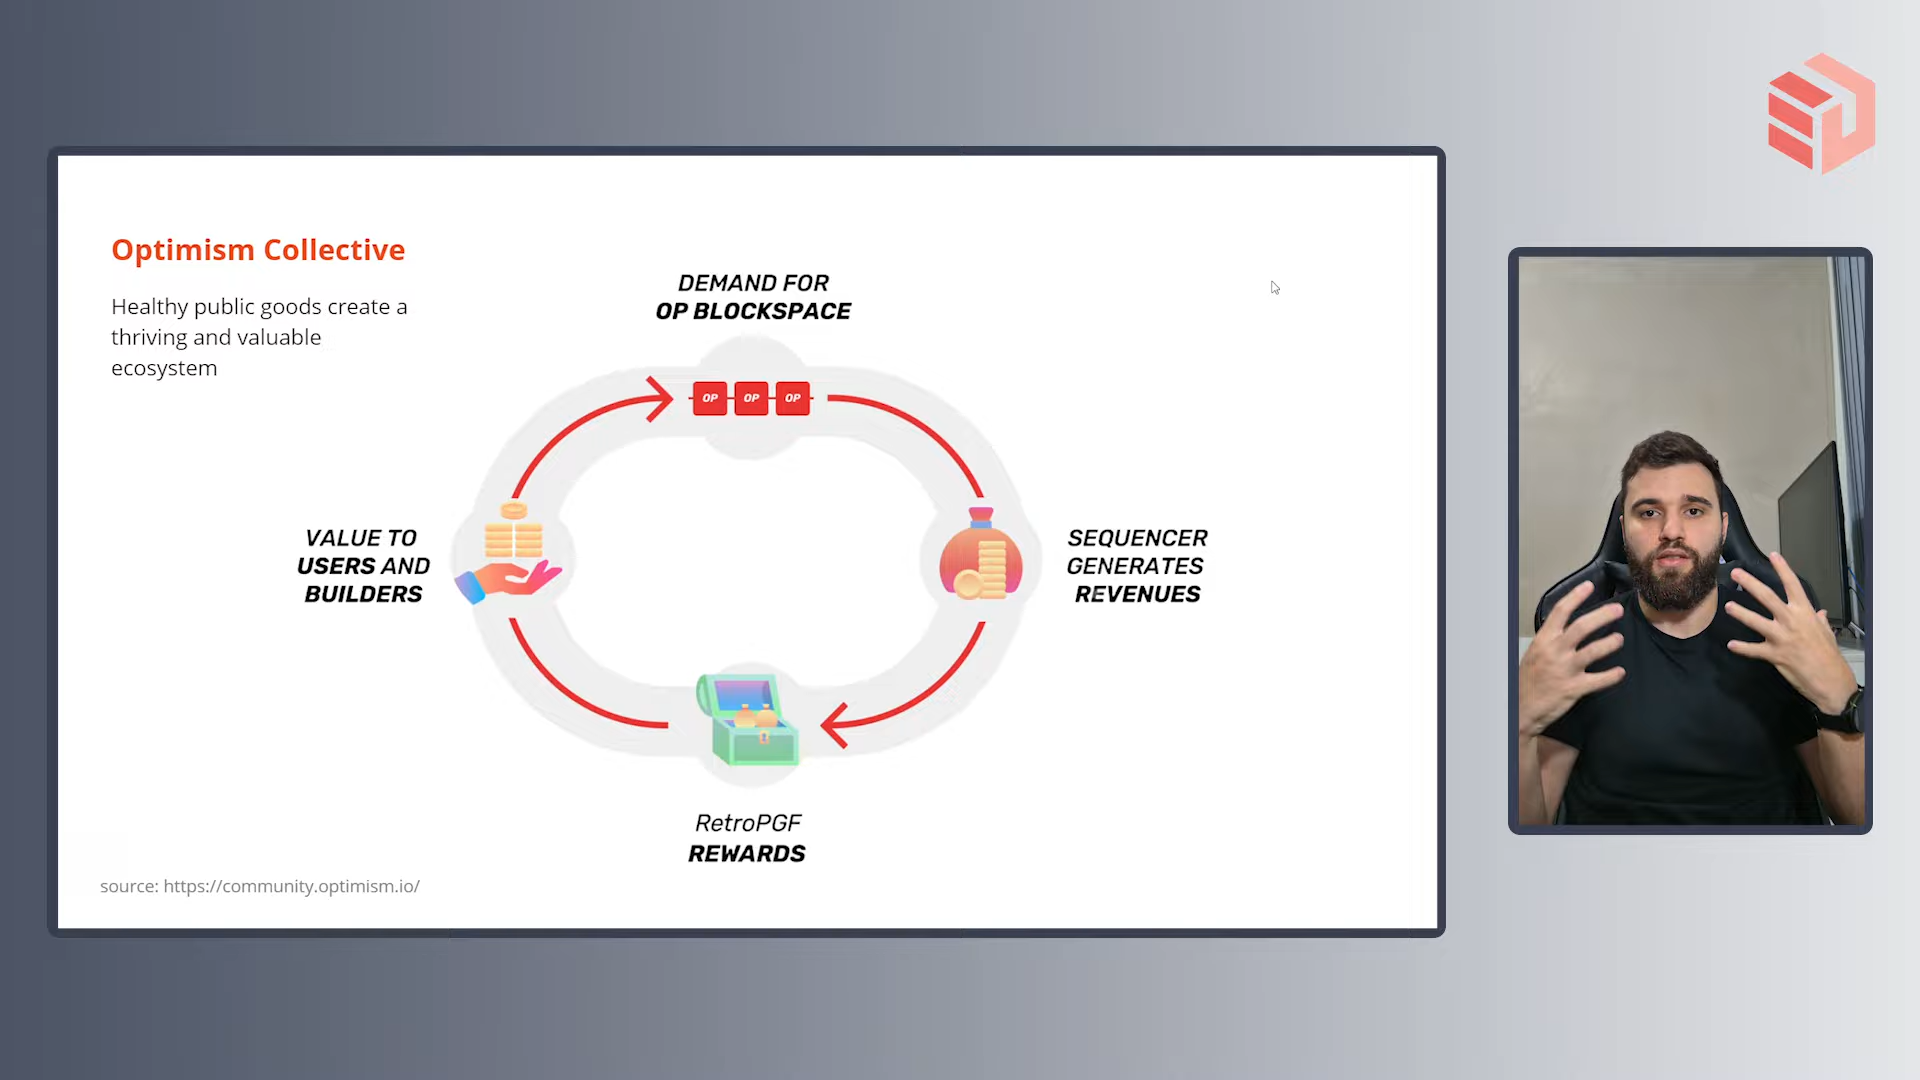 Optimism Collective
Healthy public goods create a
thriving and valuable
ecosystem
DEMAND FOR
OP BLOCKSPACE
OP OP OP
VALUE TO
USERS AND
BUILDERS
SEQUENCER
GENERATES
REVENUES
RetroPGF
REWARDS
source: https://community.optimism.io/